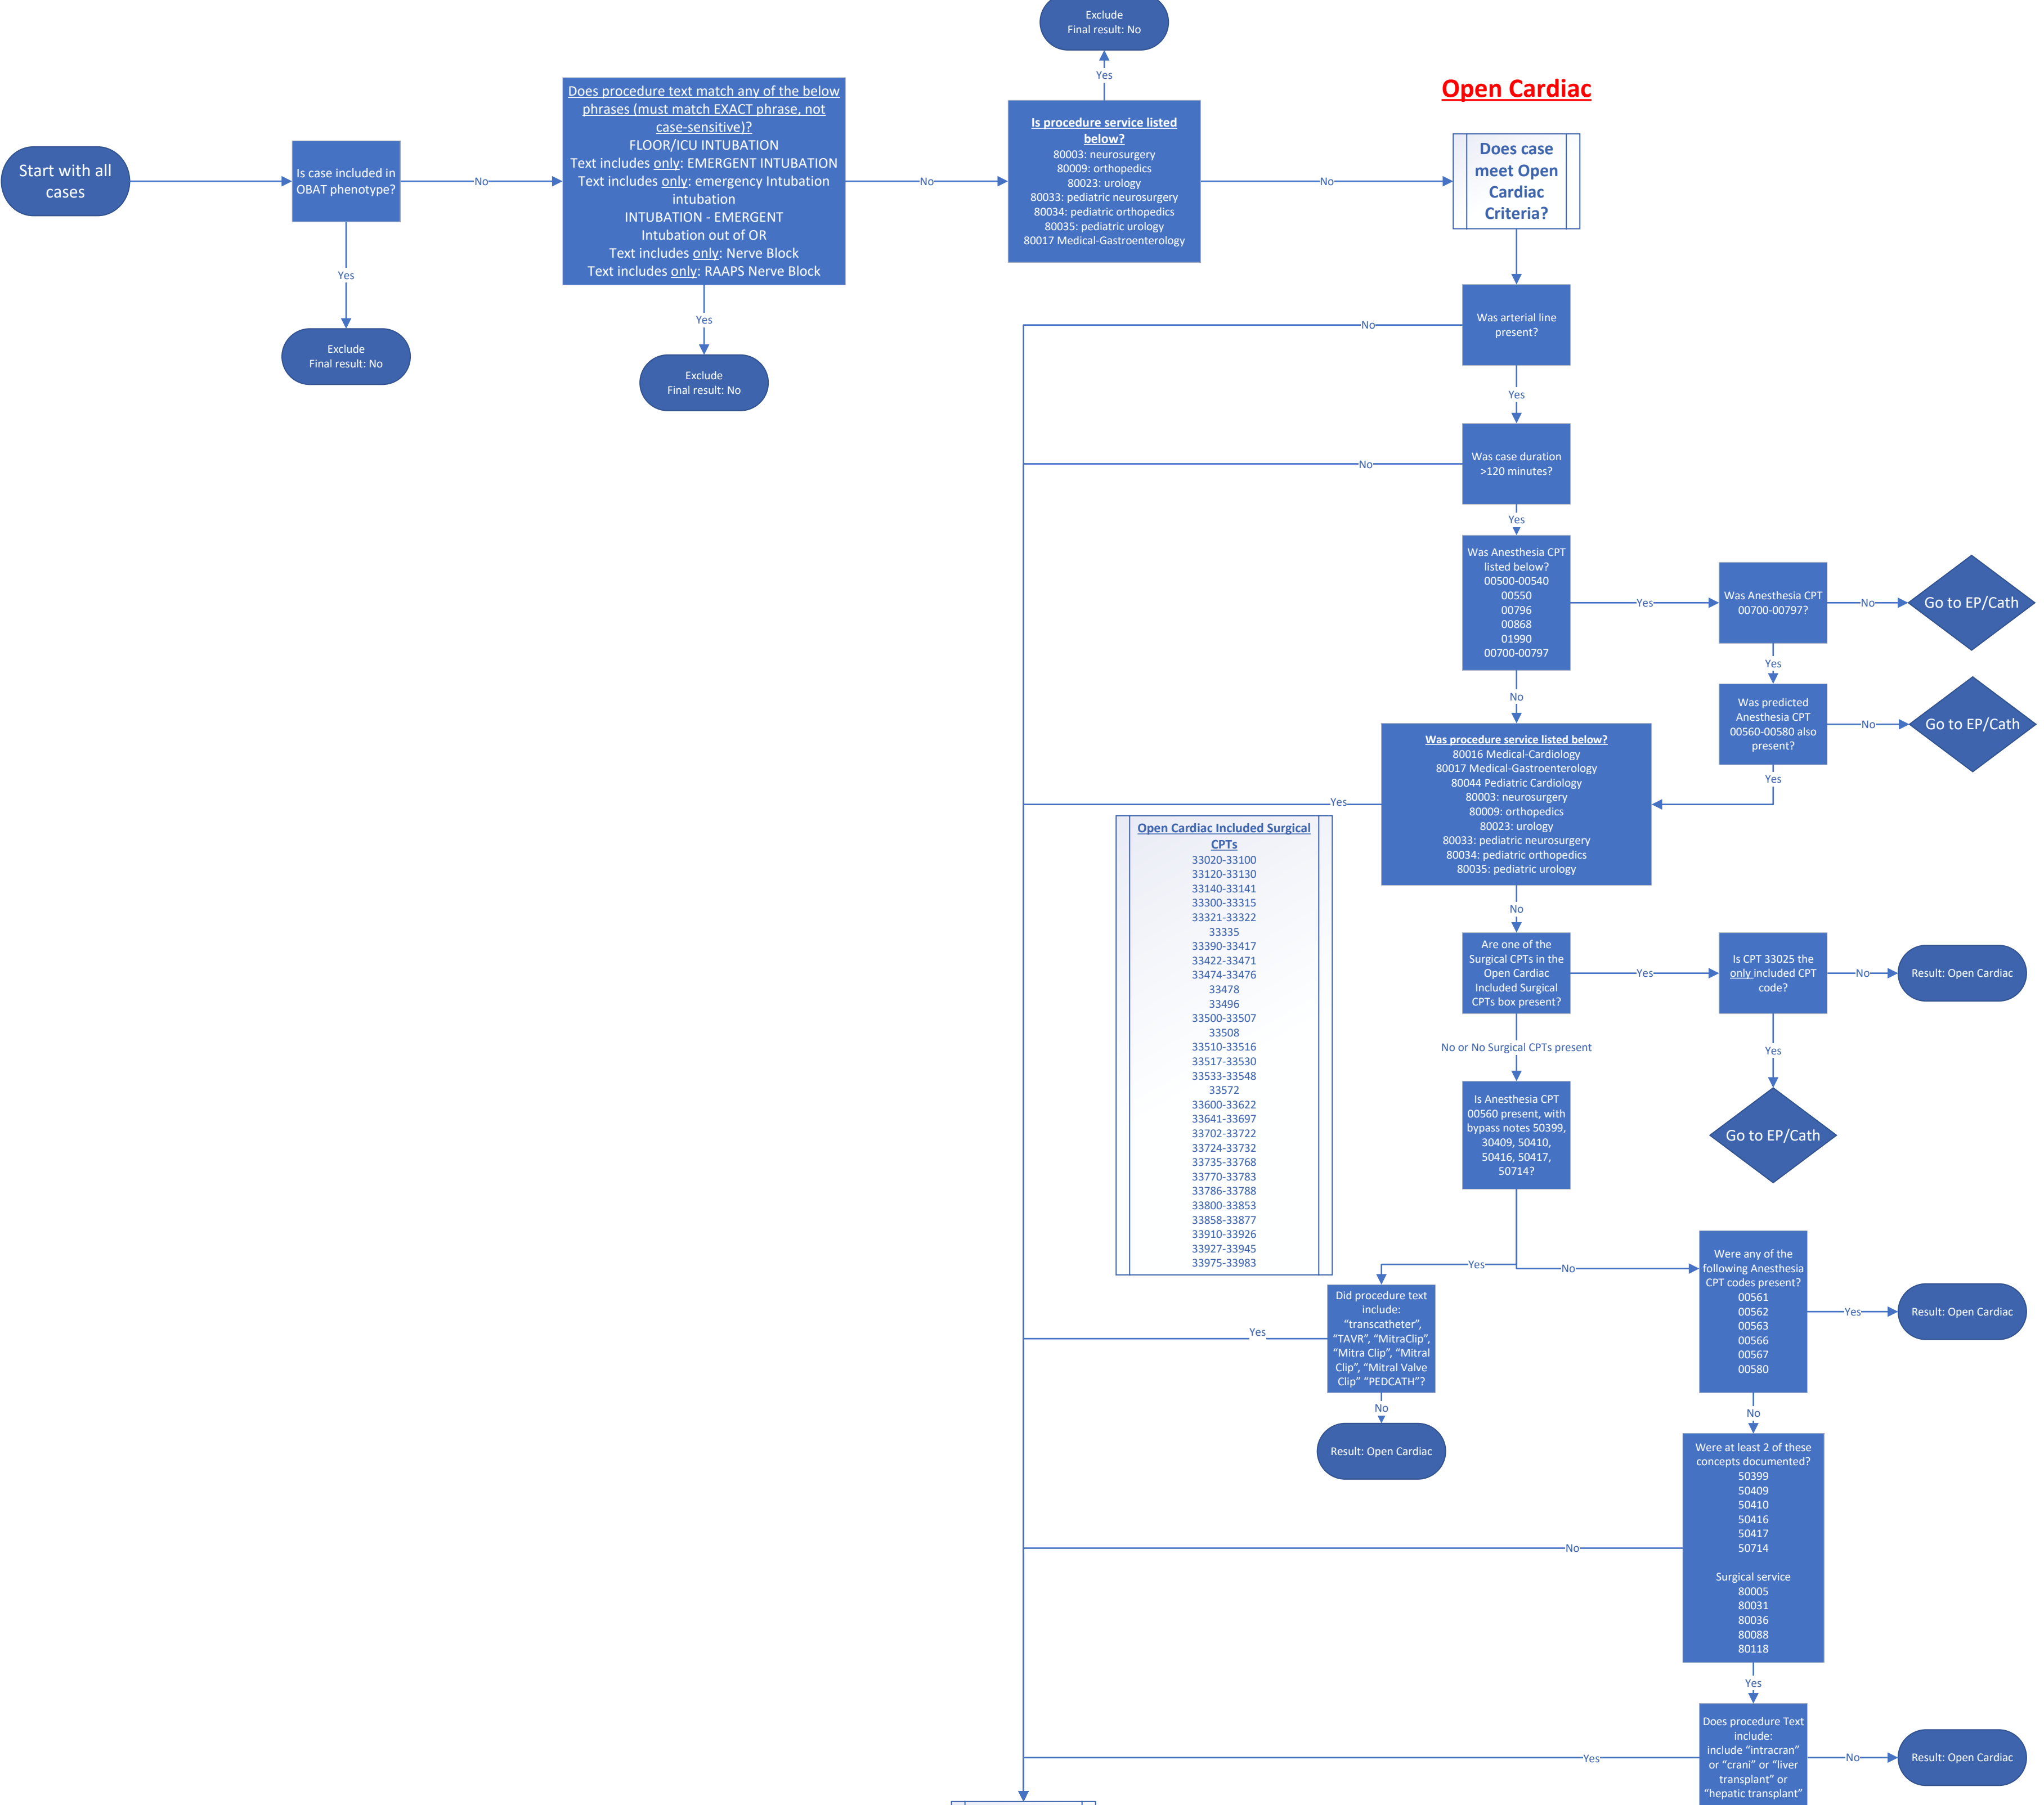 Exclude
Final result: No
Yes
Open Cardiac
Start with all
cases
Is case included in
OBAT phenotype?
No
Yes
Exclude
Final result: No
Does procedure text match any of the below
phrases (must match EXACT phrase, not
case-sensitive)?
FLOOR/ICU INTUBATION
Text includes only: EMERGENT INTUBATION
Text includes only: emergency Intubation
intubation
INTUBATION - EMERGENT
Intubation out of OR
Text includes only: Nerve Block
Text includes only: RAAPS Nerve Block
No
Yes
Exclude
Final result: No
Is procedure service listed
below?
80003: neurosurgery
80009: orthopedics
80023: urology
80033: pediatric neurosurgery
80034: pediatric orthopedics
80035: pediatric urology
80017 Medical-Gastroenterology
No
Does case
meet Open
Cardiac
Criteria?
Was arterial line
present?
No
Yes
Was case duration
>120 minutes?
No
Yes
Was Anesthesia CPT
listed below?
00500-00540
00550
00796
00868
01990
00700-00797
Yes
Was Anesthesia CPT
00700-00797?
No
Go to EP/Cath
Yes
Was predicted
Anesthesia CPT
00560-00580 also
present?
No
Go to EP/Cath
Yes
No
Was procedure service listed below?
80016 Medical-Cardiology
80017 Medical-Gastroenterology
80044 Pediatric Cardiology
80003: neurosurgery
80009: orthopedics
80023: urology
80033: pediatric neurosurgery
80034: pediatric orthopedics
80035: pediatric urology
Yes
No
Open Cardiac Included Surgical
CPTs
33020-33100
33120-33130
33140-33141
33300-33315
33321-33322
33335
33390-33417
33422-33471
33474-33476
33478
33496
33500-33507
33508
33510-33516
33517-33530
33533-33548
33572
33600-33622
33641-33697
33702-33722
33724-33732
33735-33768
33770-33783
33786-33788
33800-33853
33858-33877
33910-33926
33927-33945
33975-33983
Are one of the
Surgical CPTs in the
Open Cardiac
Included Surgical
CPTs box present?
Yes
Is CPT 33025 the
only included CPT
code?
No
Result: Open Cardiac
Yes
Go to EP/Cath
No or No Surgical CPTs present
Is Anesthesia CPT
00560 present, with
bypass notes 50399,
30409, 50410,
50416, 50417,
50714?
Yes
No
Did procedure text
include:
“transcatheter”,
“TAVR”, “MitraClip”,
“Mitra Clip”, “Mitral
Clip”, “Mitral Valve
Clip” “PEDCATH”?
Yes
No
Result: Open Cardiac
Were any of the
following Anesthesia
CPT codes present?
00561
00562
00563
00566
00567
00580
Yes
Result: Open Cardiac
No
Were at least 2 of these
concepts documented?
50399
50409
50410
50416
50417
50714
Surgical service
80005
80031
80036
80088
80118
No
Yes
Does procedure Text
include:
include “intracran”
or “crani” or “liver
transplant” or
“hepatic transplant”
Yes
No
Result: Open Cardiac